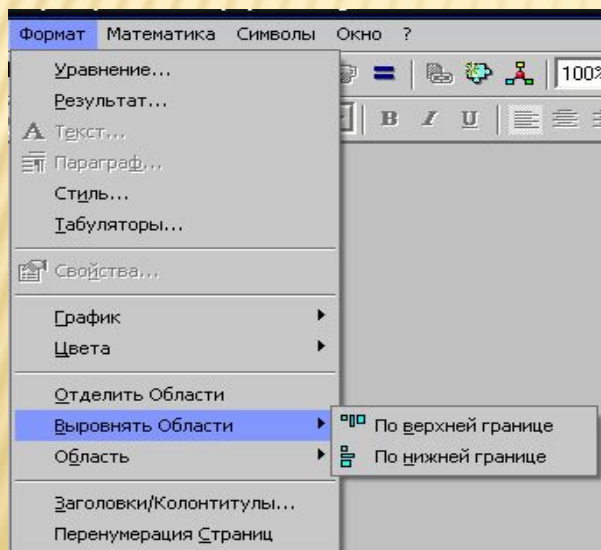 Формат Математика Символы Окно ?
100%
B I U
Уравнение...
Результат...
A Текст...
Параграф...
Стиль...
Табуляторы...
Свойства...
График
Цвета
Отделить Области
Выровнять Области
По верхней границе
По нижней границе
Область
Заголовки/Колонтитулы...
Перенумерация Страниц